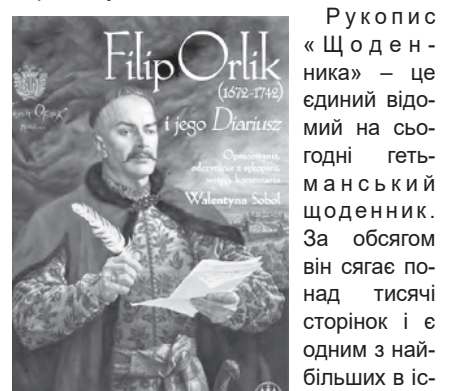 Filip Orlik
(1672-1742)
i jego Diariusz
Opracowanie,
odczytanie z rękopisu,
wstęp i komentarze
Walentyna Sobol
Рукопис
«Щоден-
ника» – це
єдиний відо-
мий на сьо-
годні геть-
манський
щоденник.
За обсягом
він сягає по-
над тисячі
сторінок і є
одним з най-
більших в іс-